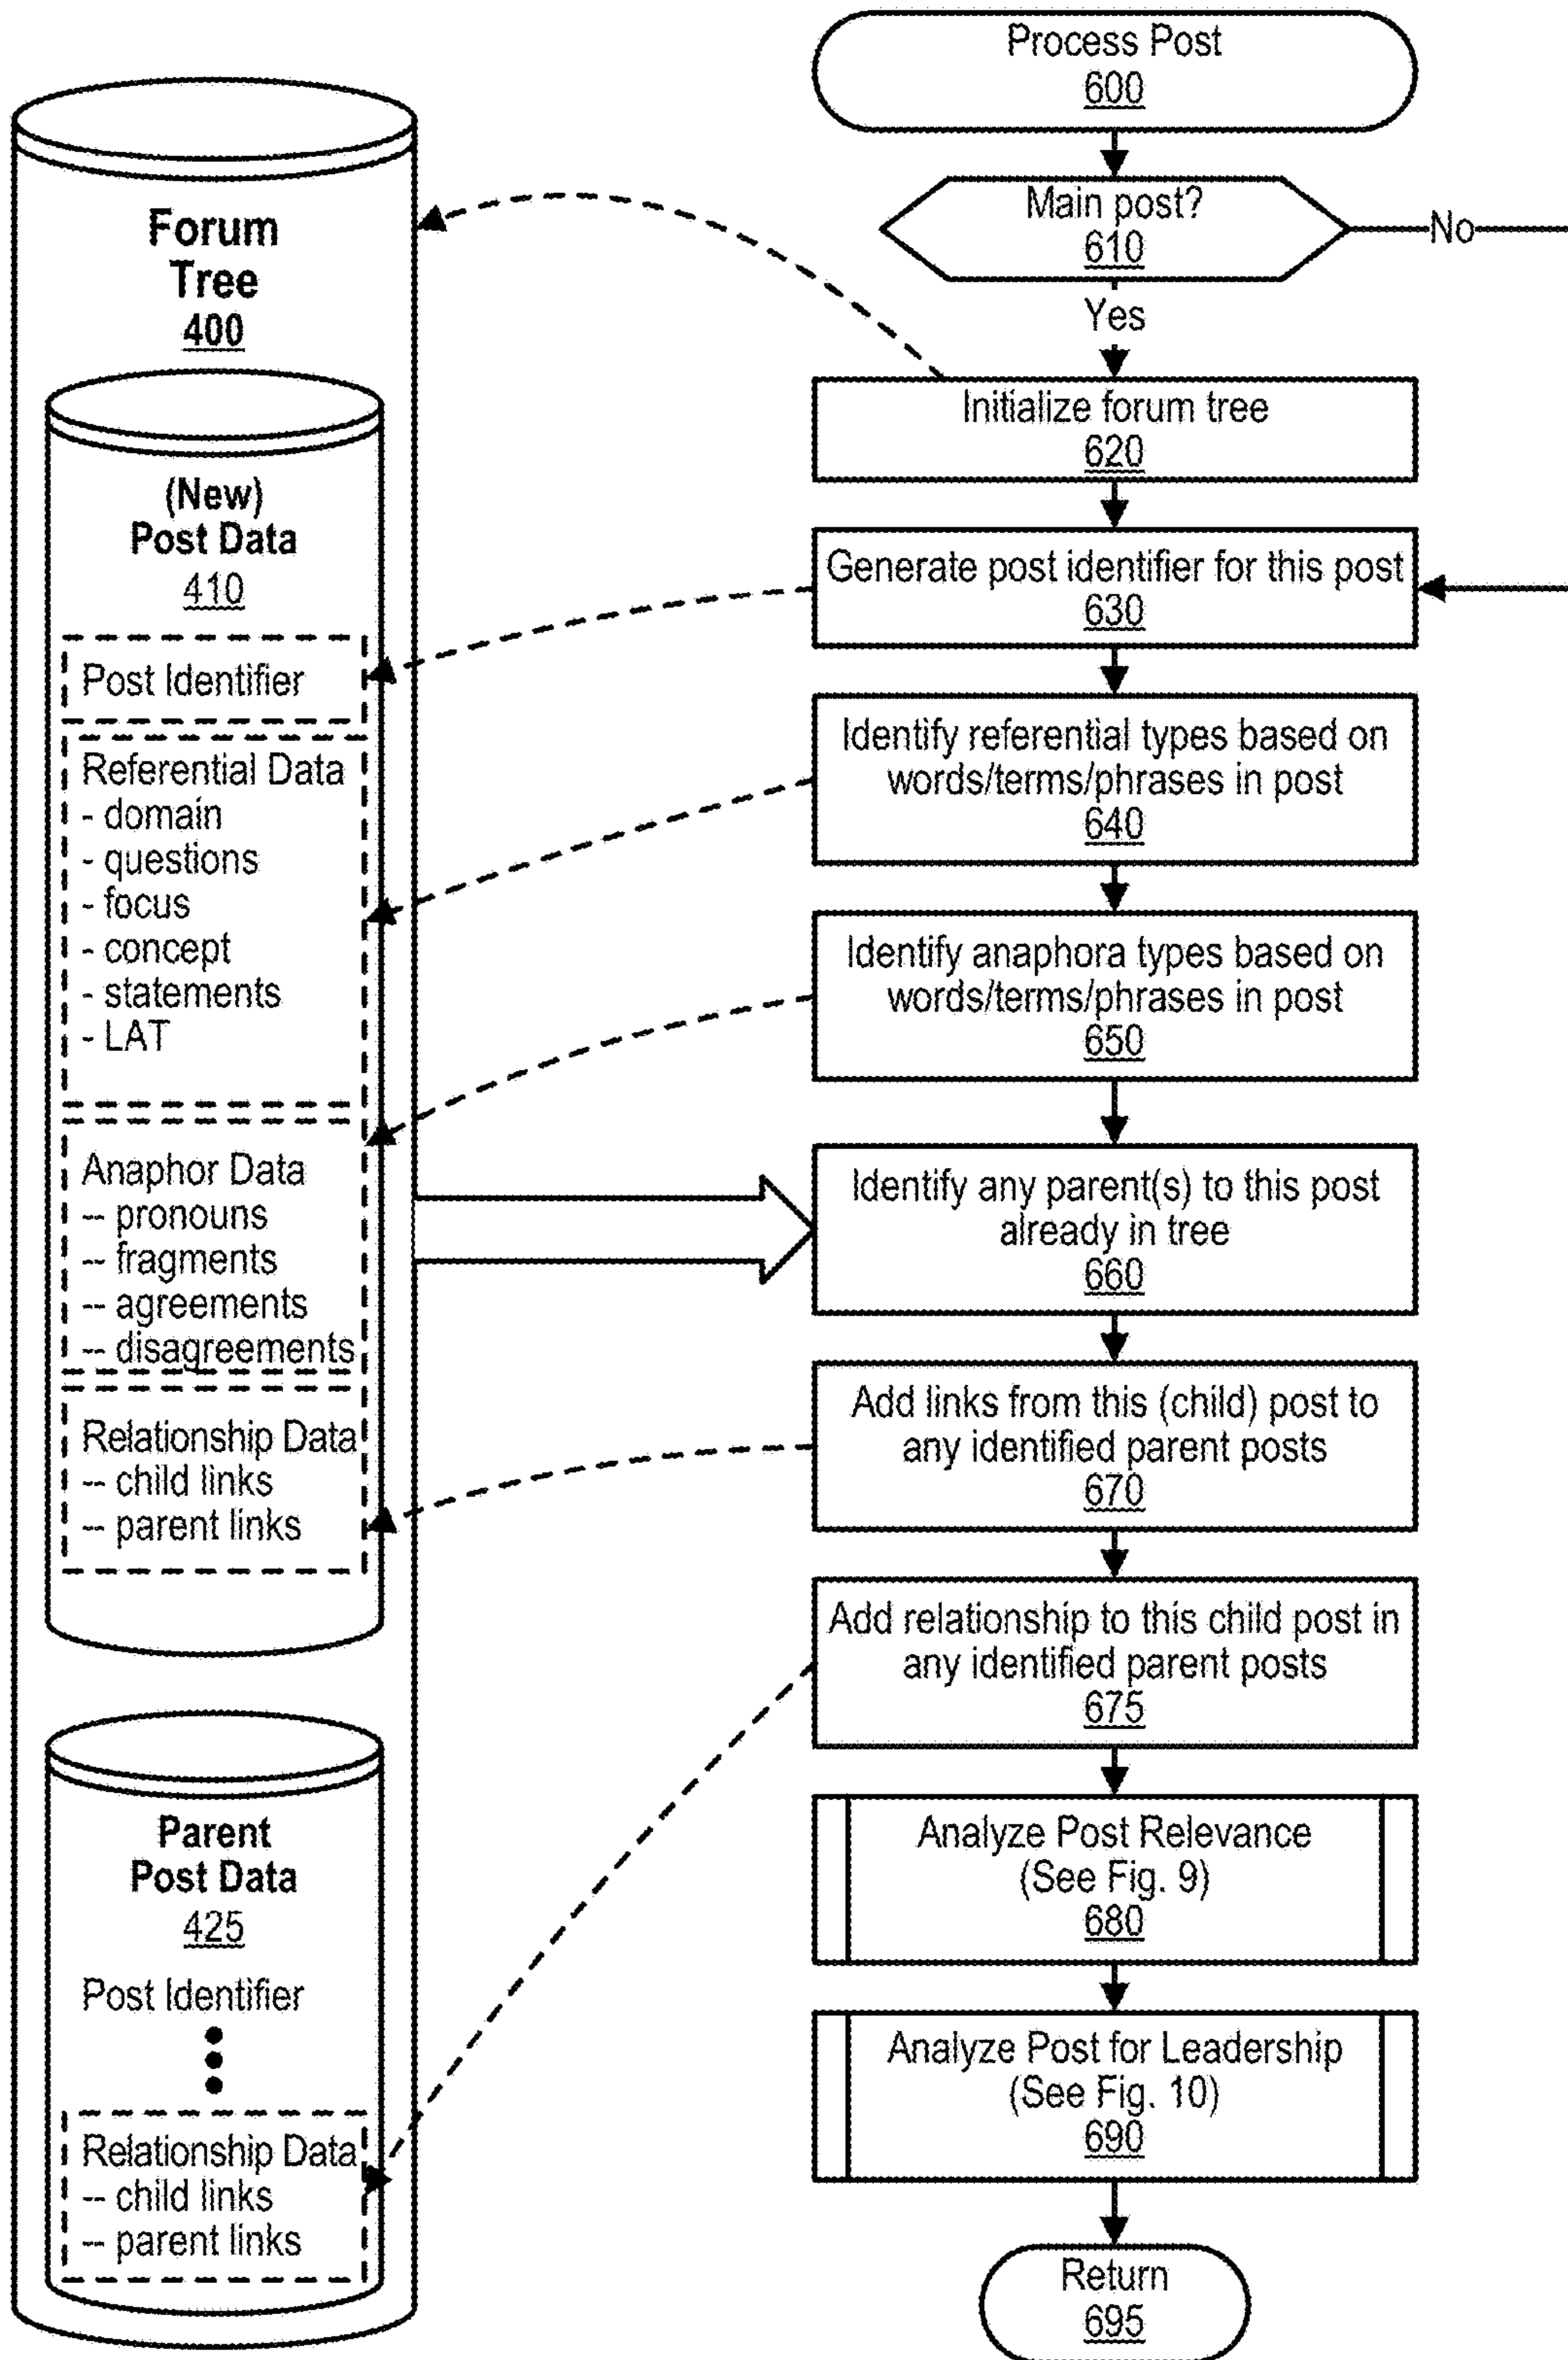 Forum
Tree
400
(New)
Post Data
410
Post Identifier
Referential Data
- domain
- questions
- focus
- concept
- statements
- LAT
Anaphor Data
-- pronouns
-- fragments
-- agreements
-- disagreements
Relationship Data
-- child links
-- parent links
Parent
Post Data
425
Post Identifier
Relationship Data
-- child links
-- parent links
Process Post
600
Main post?
610
No
Yes
Initialize forum tree
620
Generate post identifier for this post
630
Identify referential types based on
words/terms/phrases in post
640
Identify anaphora types based on
words/terms/phrases in post
650
Identify any parent(s) to this post
already in tree
660
Add links from this (child) post to
any identified parent posts
670
Add relationship to this child post in
any identified parent posts
675
Analyze Post Relevance
(See Fig. 9)
680
Analyze Post for Leadership
(See Fig. 10)
690
Return
695